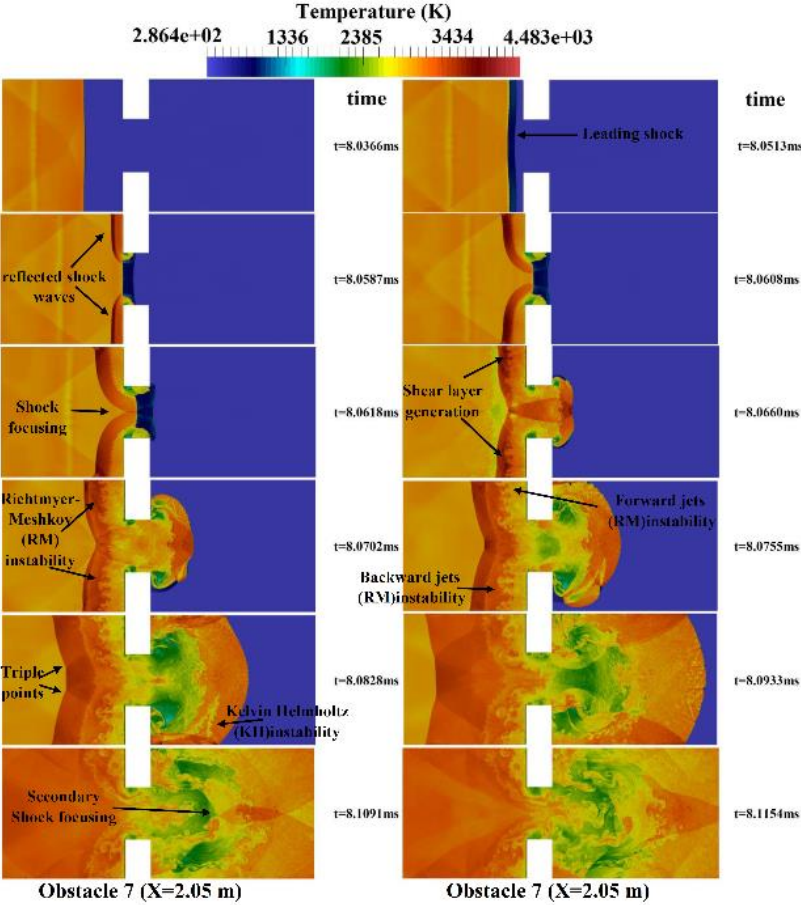 Temperature (K)
2.864e+02 1336 2385 3434 4.483e+03
time
time
t=8.0366ms
Leading shock
t=8.0513ms
reflected shock
waves
t=8.0587ms
t=8.0608ms
Shock
focusing
t=8.0618ms
Shear layer
generation
t=8.0660ms
Richtmyer-
Meshkov
(RM)
instability
t=8.0702ms
Forward jets
(RM)instability
Backward jets
(RM)instability
t=8.0755ms
Triple
points
Kelvin Helmholtz
(KH)instability
t=8.0828ms
t=8.0933ms
Secondary
Shock focusing
t=8.1091ms
t=8.1154ms
Obstacle 7 (X=2.05 m)
Obstacle 7 (X=2.05 m)